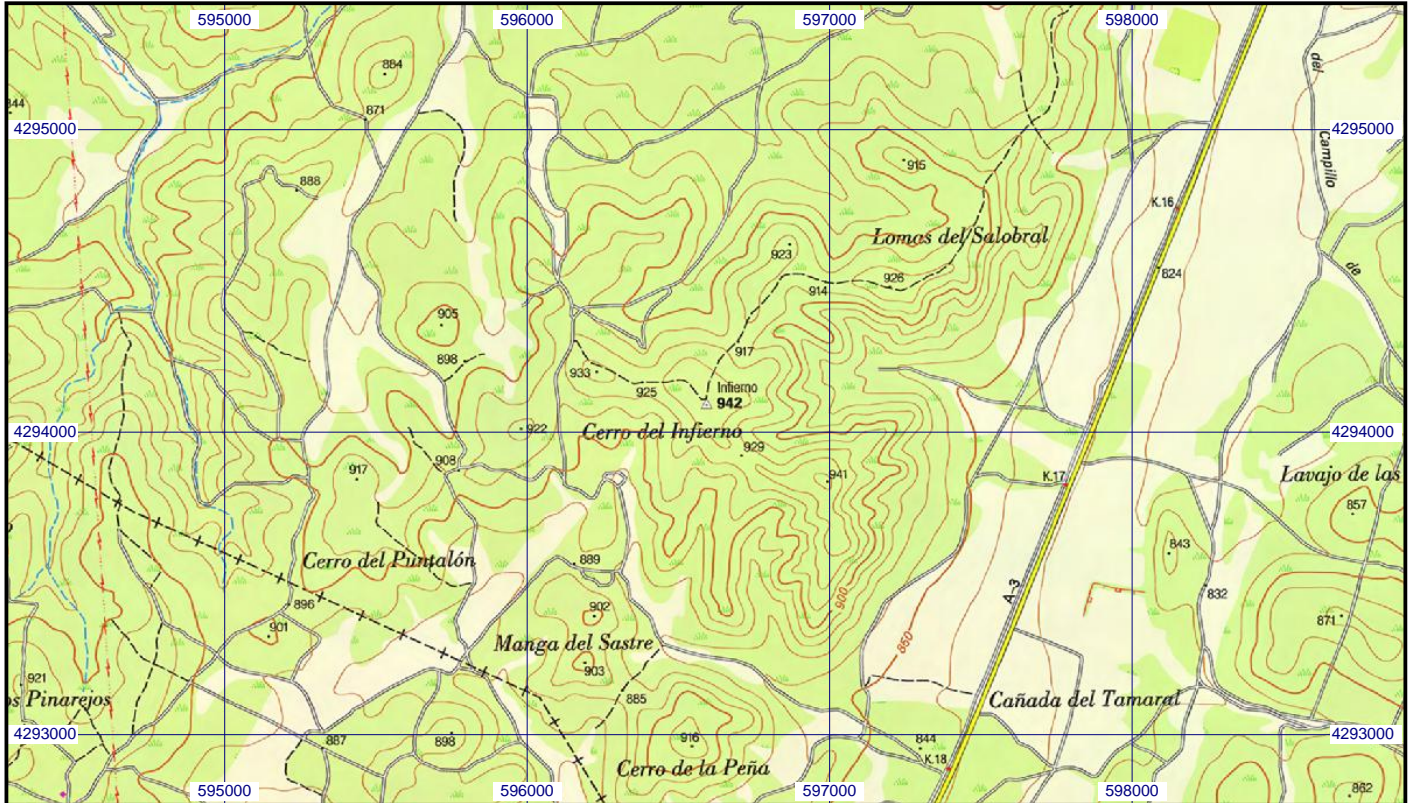 595000 596000 597000 598000
884
del
844
871
4295000 4295000
Campillo
915
888
K.16
Lomas del Salobral
923
de
824
926
914
905
917
898
933
Infierno
925
942
922
Cerro del Infierno
4294000 4294000
929
908
917
941
Lavajo de las
K.17
857
843
Cerro del Puntalón
889
A-3
832
900
896
902
871
901
860
Manga del Sastre
903
921
885
os Pinarejos
Cañada del Tamaral
4293000 4293000
887
898
916
844
K.18
Cerro de la Peña
862
595000 596000 597000 598000